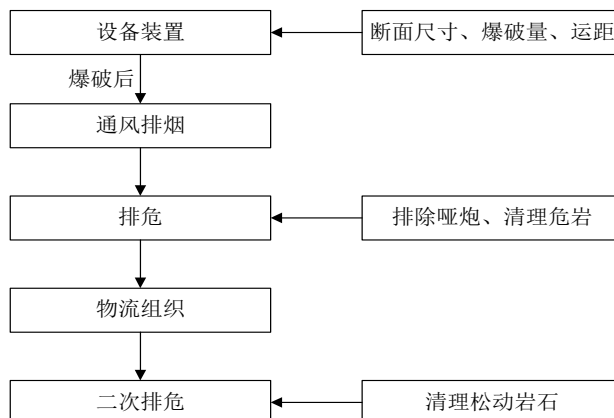 设备装置
断面尺寸、爆破量、运距
爆破后
通风排烟
排危
排除哑炮、清理危岩
物流组织
二次排危
清理松动岩石